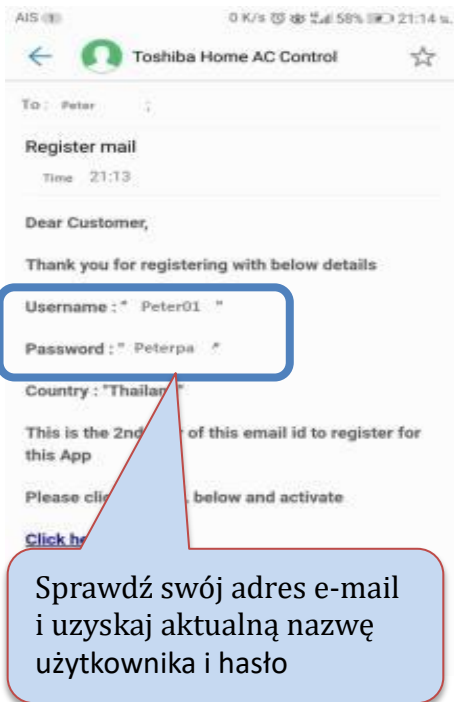 AIS
0 K/s 58% 21:14 น.
Toshiba Home AC Control
To: Peter ;
Register mail
Time 21:13
Dear Customer,
Thank you for registering with below details
Username : " Peter01 "
Password : " Peterpa "
Country : "Thailan "
This is the 2nd of this email id to register for
this App
Please below and activate
Click
Sprawdź swój adres e-mail
i uzyskaj aktualną nazwę
użytkownika i hasło